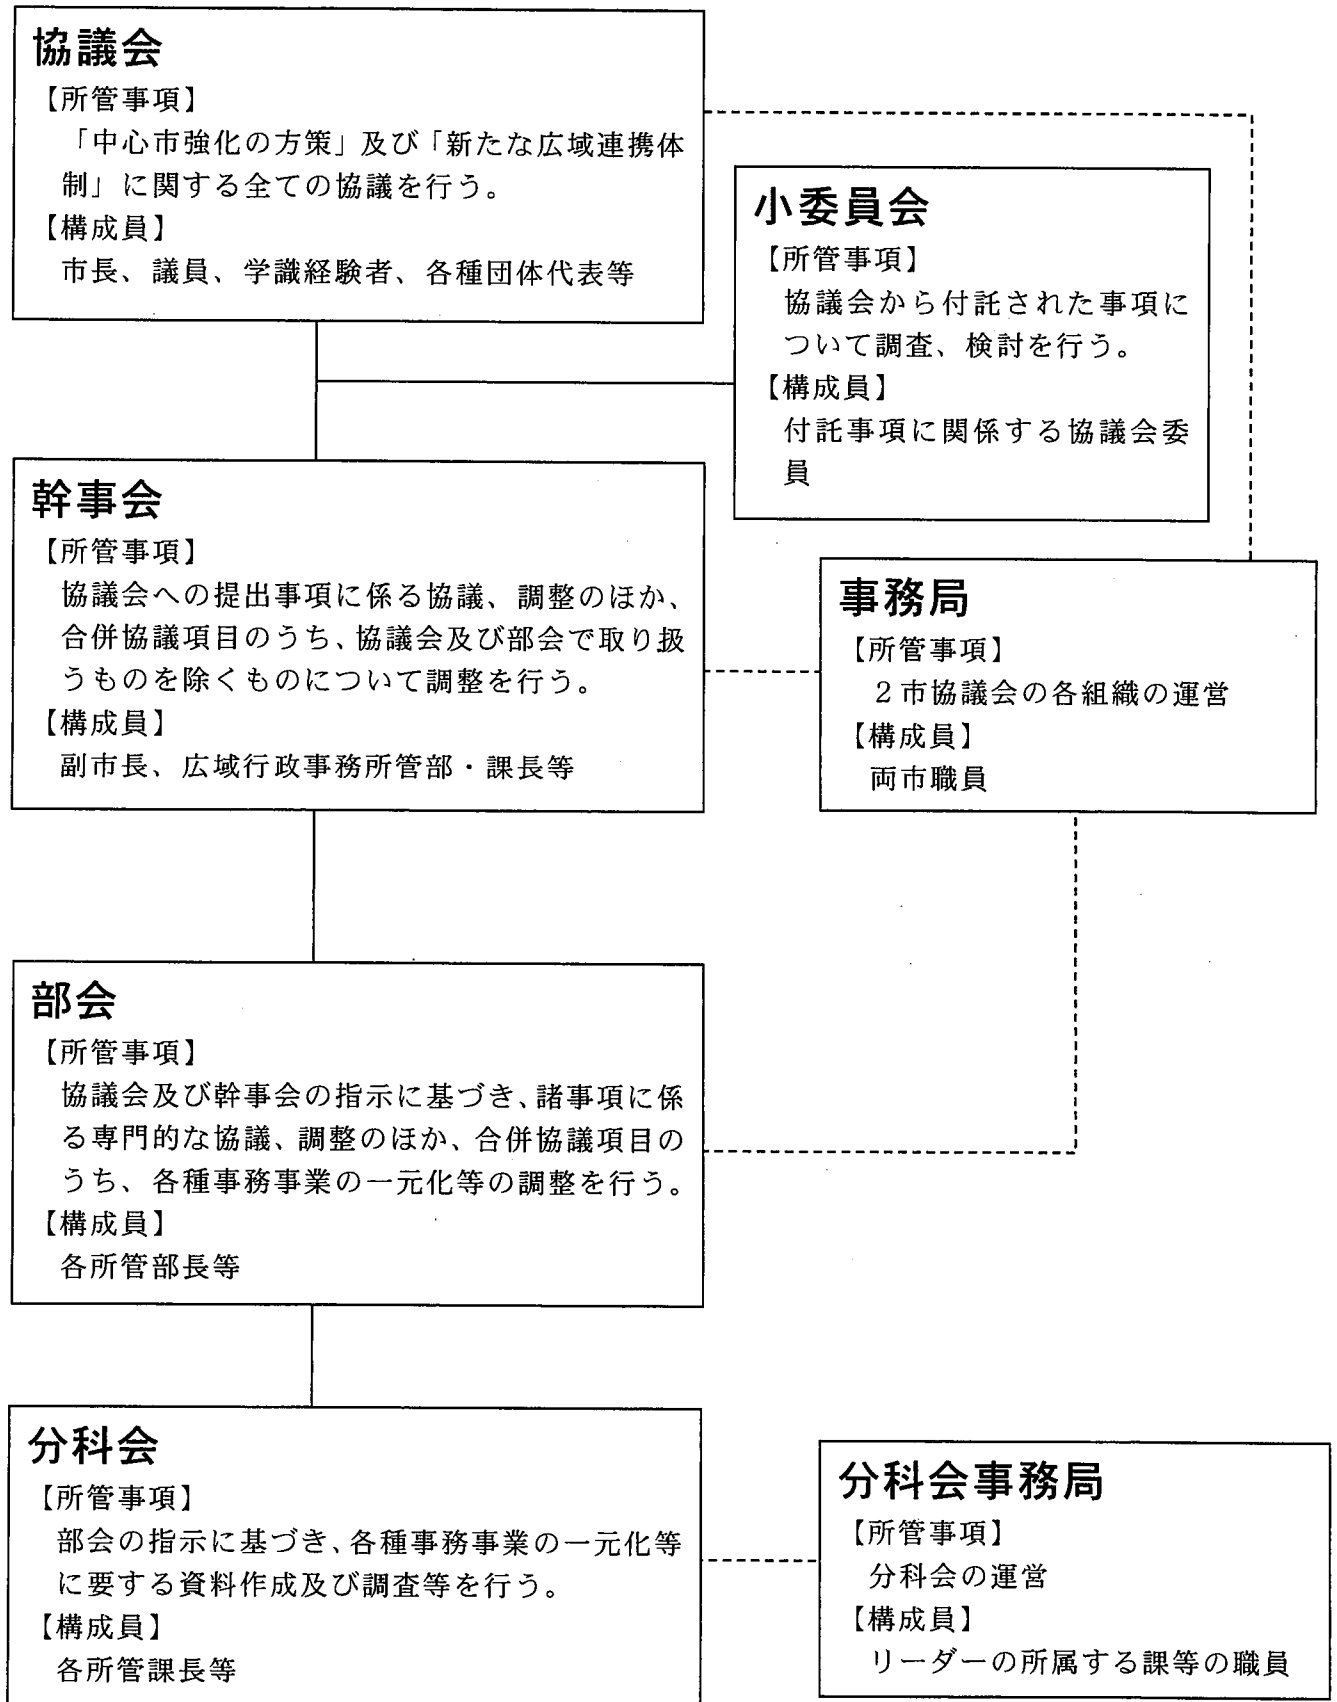 協議会
【所管事項】
「中心市強化の方策」及び「新たな広域連携体
制」に関する全ての協議を行う。
【構成員】
市長、議員、学識経験者、各種団体代表等
小委員会
【所管事項】
協議会から付託された事項に
ついて調査、検討を行う。
【構成員】
付託事項に関係する協議会委
員
幹事会
【所管事項】
協議会への提出事項に係る協議、調整のほか、
合併協議項目のうち、協議会及び部会で取り扱
うものを除くものについて調整を行う。
【構成員】
副市長、広域行政事務所管部・課長等
事務局
【所管事項】
2市協議会の各組織の運営
【構成員】
両市職員
部会
【所管事項】
協議会及び幹事会の指示に基づき、諸事項に係
る専門的な協議、調整のほか、合併協議項目の
うち、各種事務事業の一元化等の調整を行う。
【構成員】
各所管部長等
分科会
【所管事項】
部会の指示に基づき、各種事務事業の一元化等
に要する資料作成及び調査等を行う。
【構成員】
各所管課長等
分科会事務局
【所管事項】
分科会の運営
【構成員】
リーダーの所属する課等の職員